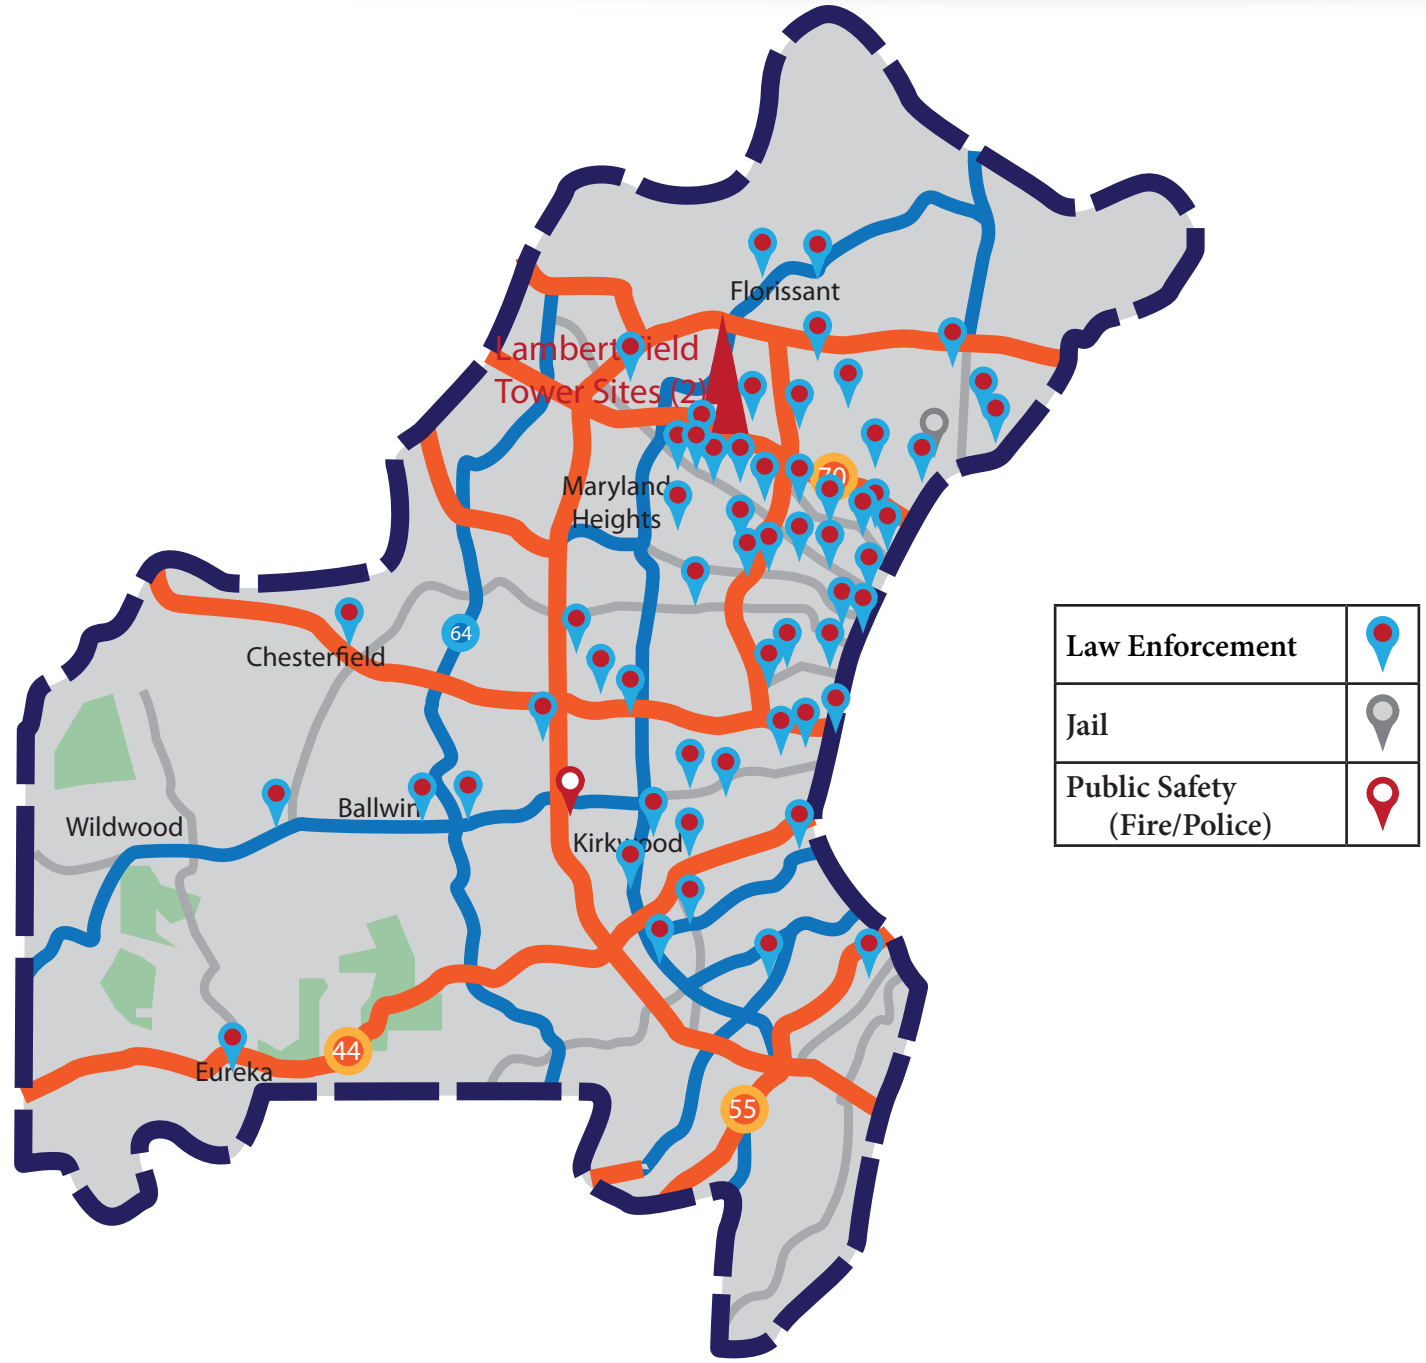 Florissant
Lambert Field
Tower Sites (2)
70
Maryland
Heights
64
Chesterfield
Law Enforcement
Jail
Public Safety
(Fire/Police)
Ballwin
Wildwood
Kirkwood
44
Eureka
55